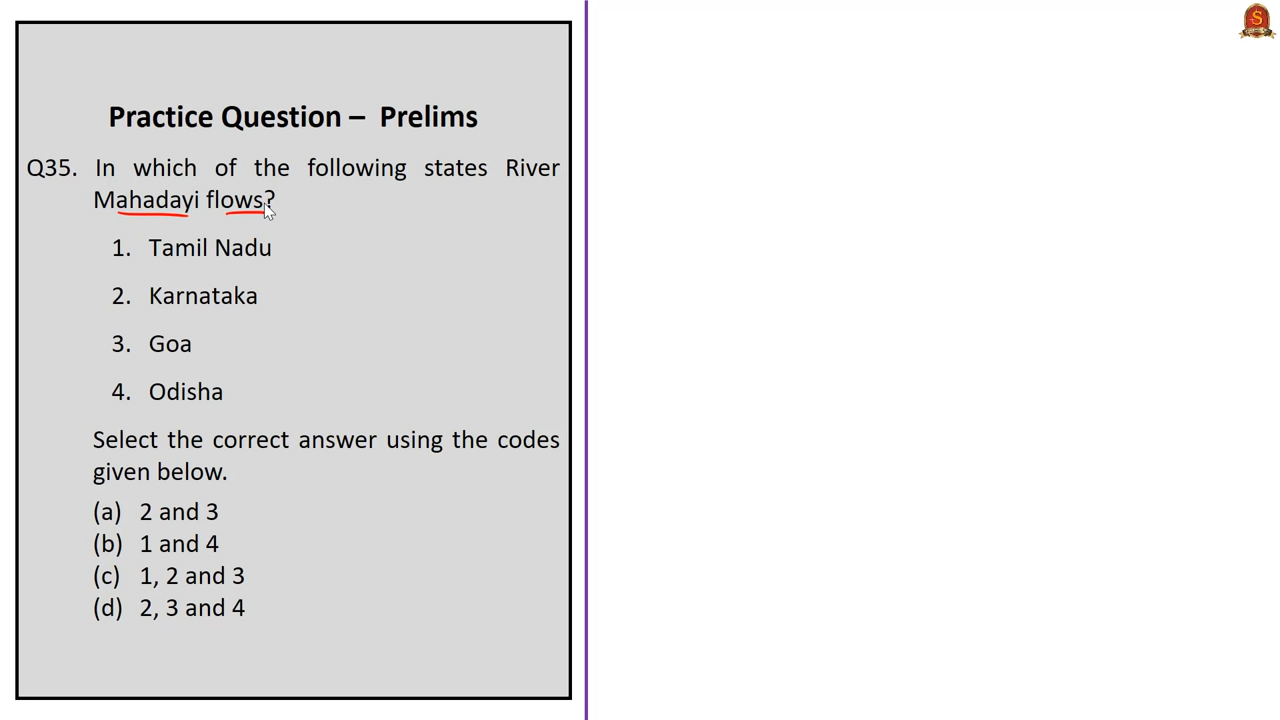 Practice Question – Prelims
Q35. In which of the following states River
Mahadayi flows?
1. Tamil Nadu
2. Karnataka
3. Goa
4. Odisha
Select the correct answer using the codes
given below.
(a) 2 and 3
(b) 1 and 4
(c) 1, 2 and 3
(d) 2, 3 and 4
S